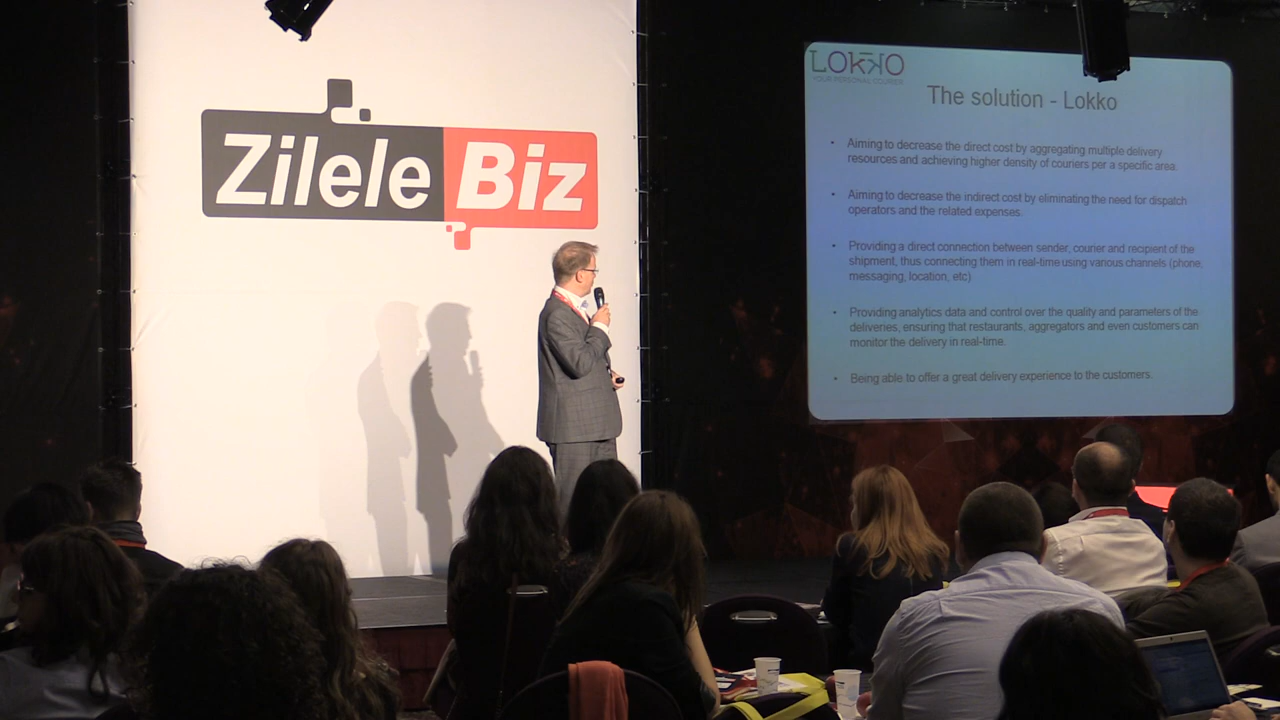 Zilele Biz
LOKKO
YOUR PERSONAL COURIER
The solution - Lokko
• Aiming to decrease the direct cost by aggregating multiple delivery
resources and achieving higher density of couriers per a specific area.
• Aiming to decrease the indirect cost by eliminating the need for dispatch
operators and the related expenses.
• Providing a direct connection between sender, courier and recipient of the
shipment, thus connecting them in real-time using various channels (phone,
messaging, location, etc)
• Providing analytics data and control over the quality and parameters of the
deliveries, ensuring that restaurants, aggregators and even customers can
monitor the delivery in real-time.
• Being able to offer a great delivery experience to the customers.